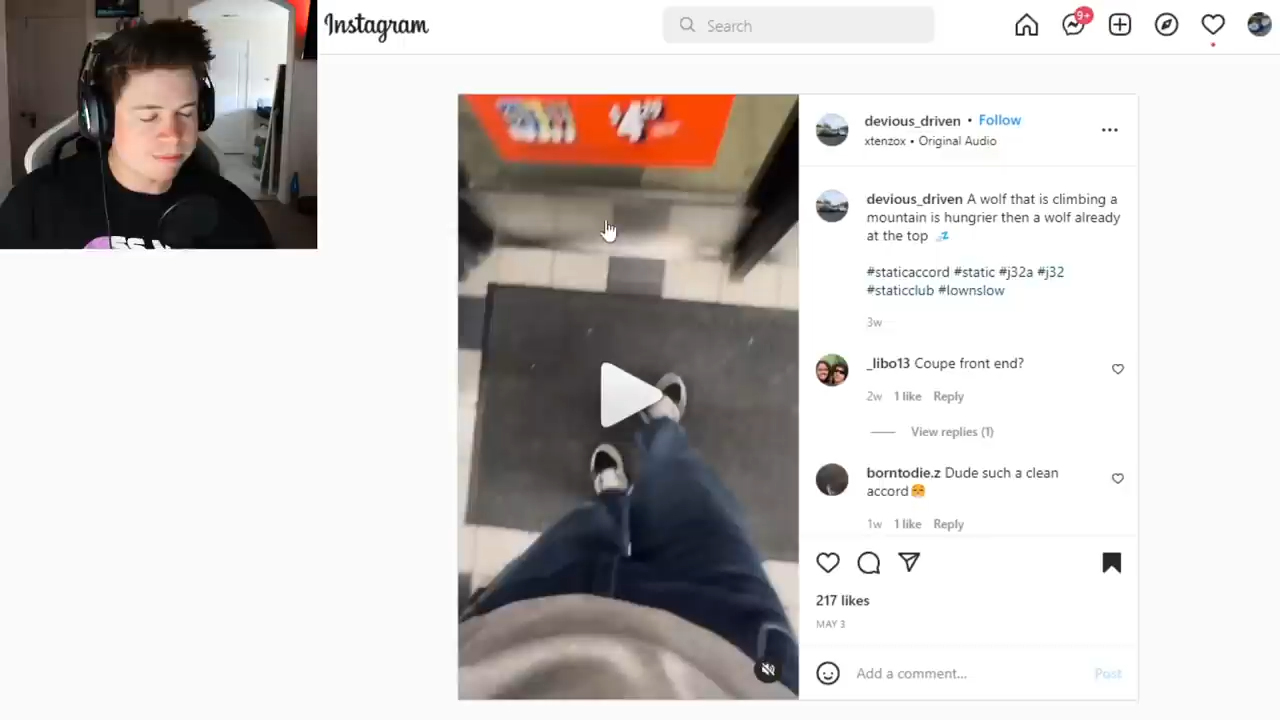 Instagram
Search
9+
$4
devious_driven • Follow
xtenzox • Original Audio
devious_driven A wolf that is climbing a
mountain is hungrier then a wolf already
at the top 💤
#staticaccord #static #j32a #j32
#staticclub #lownslow
3w
_libo13 Coupe front end?
2w 1 like Reply
View replies (1)
borntodie.z Dude such a clean
accord
1w 1 like Reply
217 likes
MAY 3
Add a comment... Post